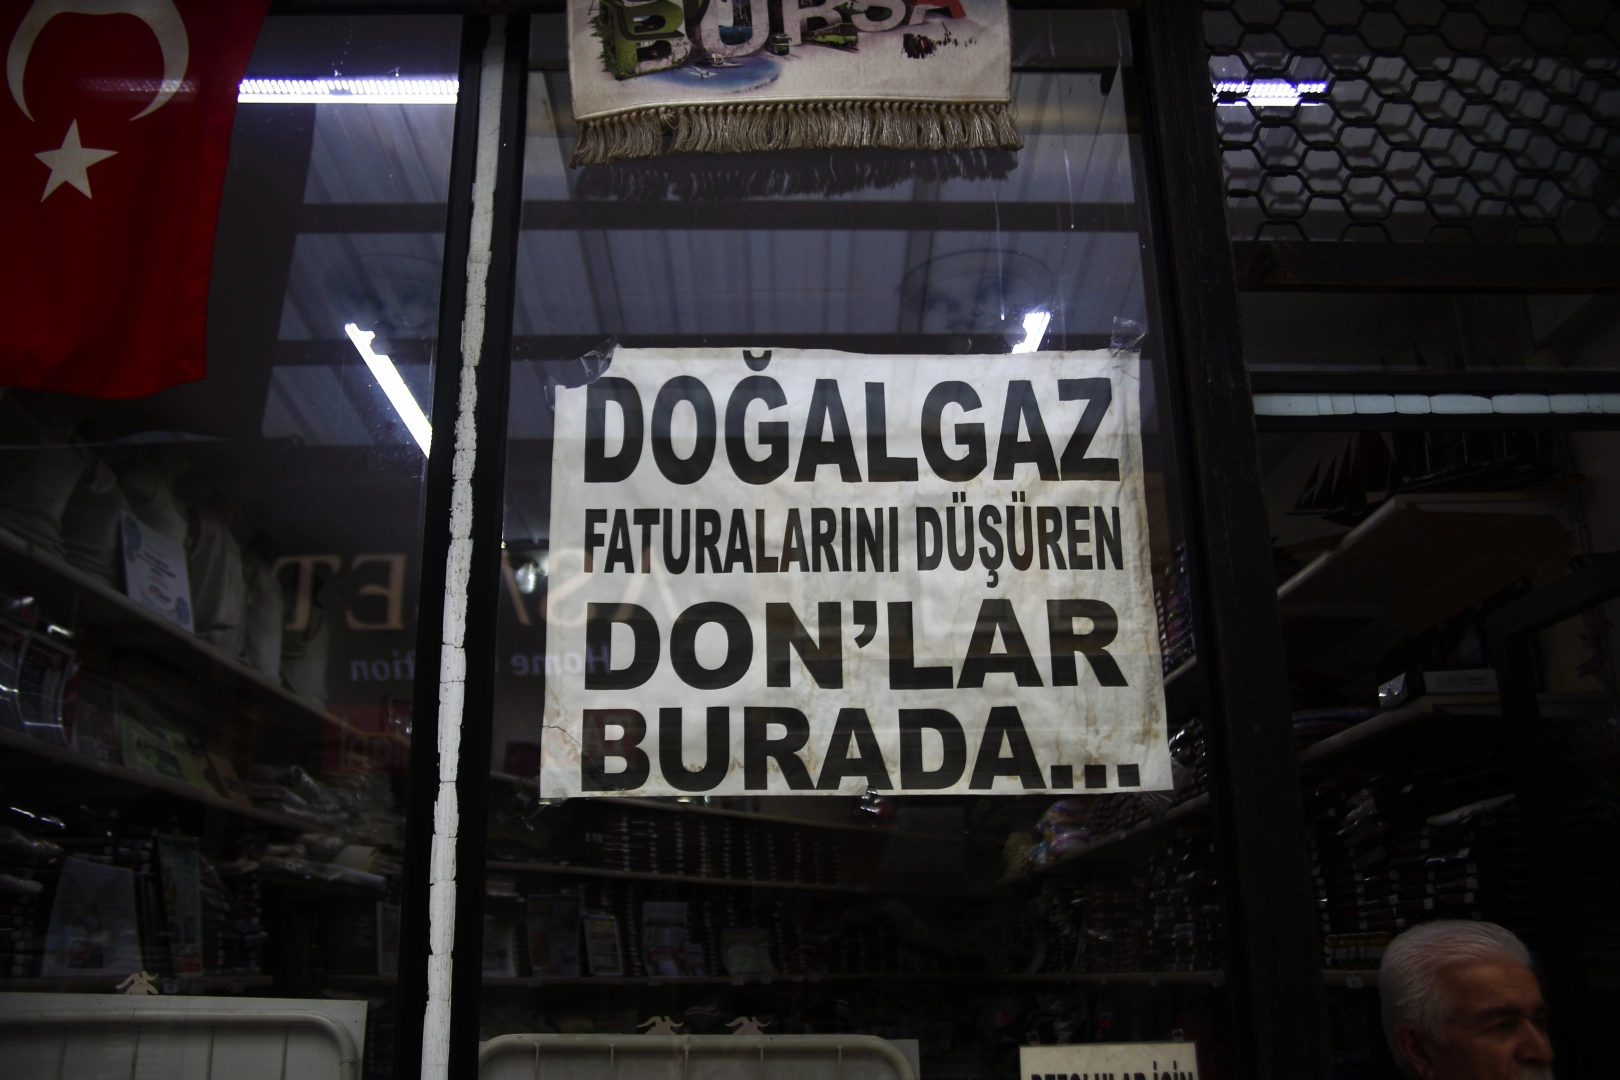 BURSA
DOĞALGAZ
FATURALARINI DÜŞÜREN
DON'LAR
BURADA...